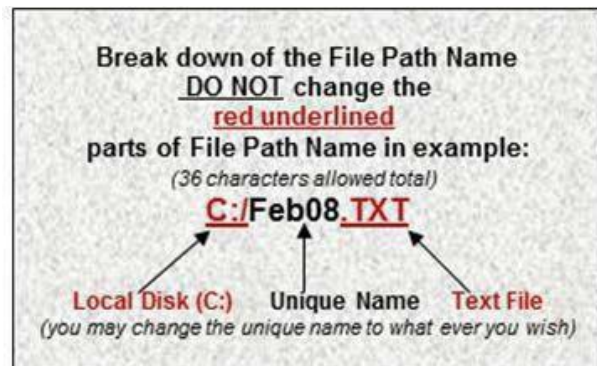 Break down of the File Path Name
DO NOT change the
red underlined
parts of File Path Name in example:
(36 characters allowed total)
C:/Feb08.TXT
Local Disk (C:) Unique Name Text File
(you may change the unique name to what ever you wish)